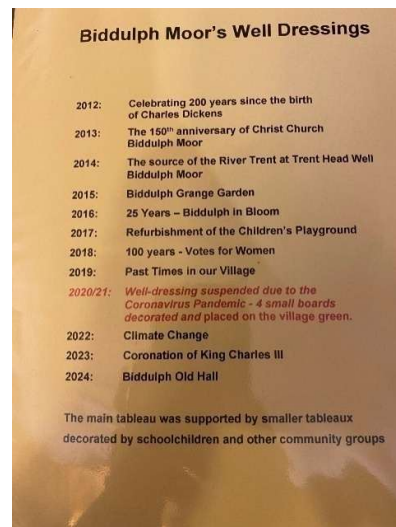 Biddulph Moor's Well Dressings
2012: Celebrating 200 years since the birth
of Charles Dickens
2013: The 150th anniversary of Christ Church
Biddulph Moor
2014: The source of the River Trent at Trent Head Well
Biddulph Moor
2015: Biddulph Grange Garden
2016: 25 Years – Biddulph in Bloom
2017: Refurbishment of the Children's Playground
2018: 100 years - Votes for Women
2019: Past Times in our Village
2020/21: Well-dressing suspended due to the
Coronavirus Pandemic - 4 small boards
decorated and placed on the village green.
2022: Climate Change
2023: Coronation of King Charles III
2024: Biddulph Old Hall
The main tableau was supported by smaller tableaux
decorated by schoolchildren and other community groups